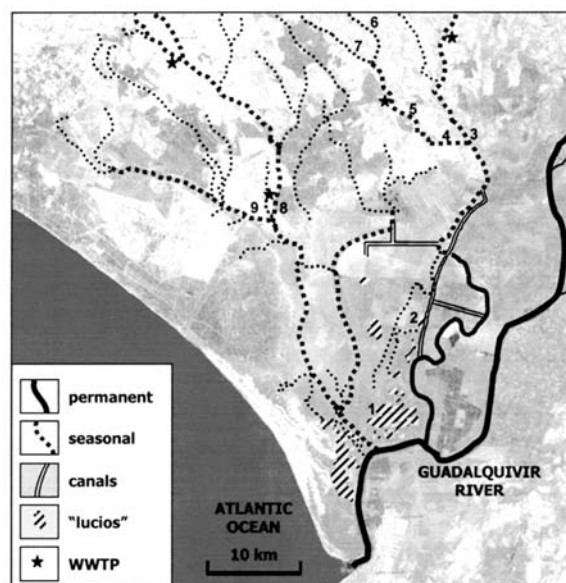 6
7
5
4
3
9
8
2
1
permanent
seasonal
canals
"lucios"
WWTP
GUADALQUIVIR
RIVER
ATLANTIC
OCEAN
10 km